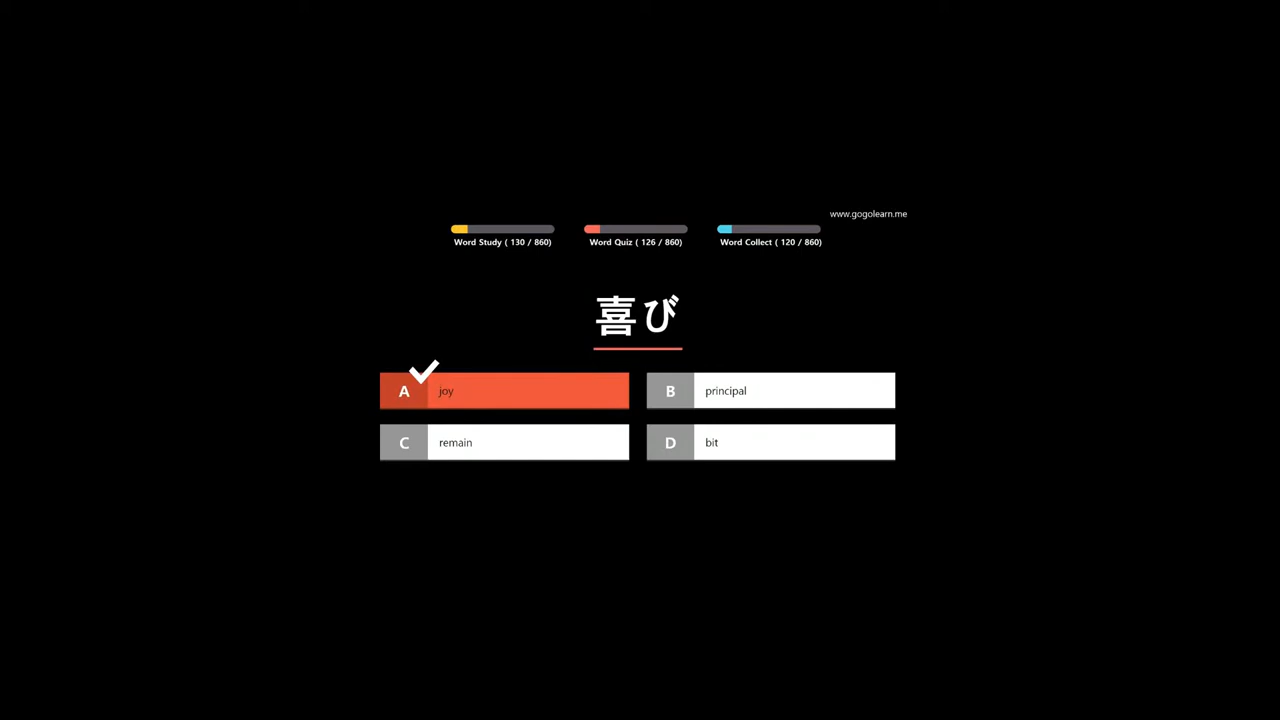 www.gogolearn.me
Word Study ( 130 / 860)
Word Quiz ( 126 / 860)
Word Collect ( 120 / 860)
喜び
A joy
B principal
C remain
D bit